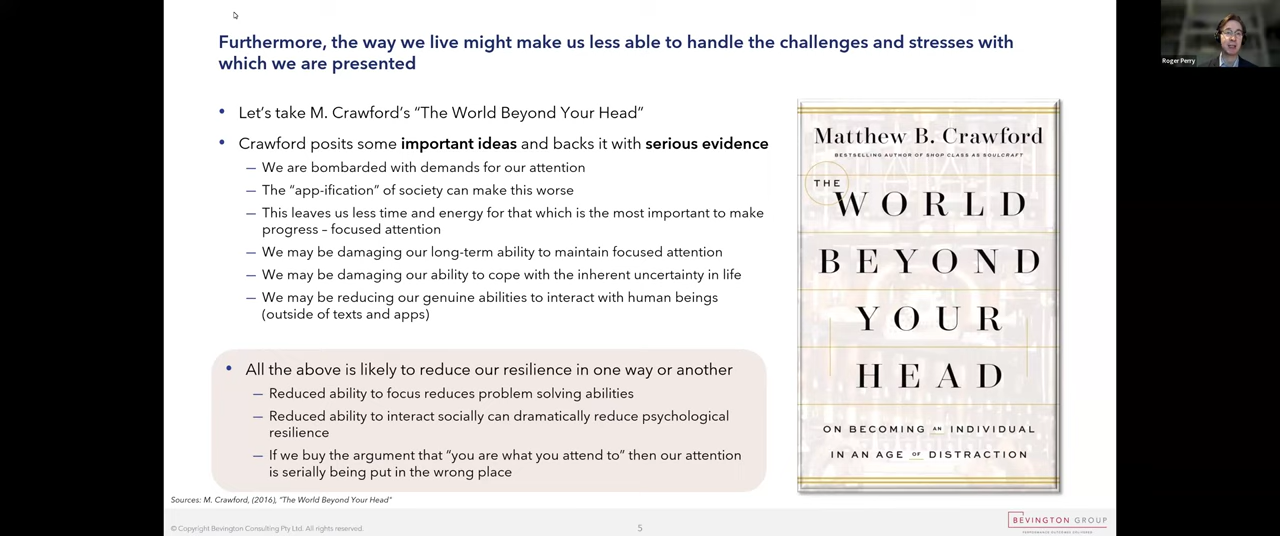 Furthermore, the way we live might make us less able to handle the challenges and stresses with
which we are presented
• Let’s take M. Crawford’s “The World Beyond Your Head”
• Crawford posits some important ideas and backs it with serious evidence
— We are bombarded with demands for our attention
— The “app-ification” of society can make this worse
— This leaves us less time and energy for that which is the most important to make
progress – focused attention
— We may be damaging our long-term ability to maintain focused attention
— We may be damaging our ability to cope with the inherent uncertainty in life
— We may be reducing our genuine abilities to interact with human beings
(outside of texts and apps)
• All the above is likely to reduce our resilience in one way or another
— Reduced ability to focus reduces problem solving abilities
— Reduced ability to interact socially can dramatically reduce psychological
resilience
— If we buy the argument that “you are what you attend to” then our attention
is serially being put in the wrong place
Sources: M. Crawford, (2016), “The World Beyond Your Head”
Matthew B. Crawford
BESTSELLING AUTHOR OF SHOP CLASS AS SOULCRAFT
THE
WORLD
BEYOND
YOUR
HEAD
ON BECOMING AN INDIVIDUAL
IN AN AGE OF DISTRACTION
© Copyright Bevington Consulting Pty Ltd. All rights reserved.
5
BEVINGTON GROUP
Roger Perry